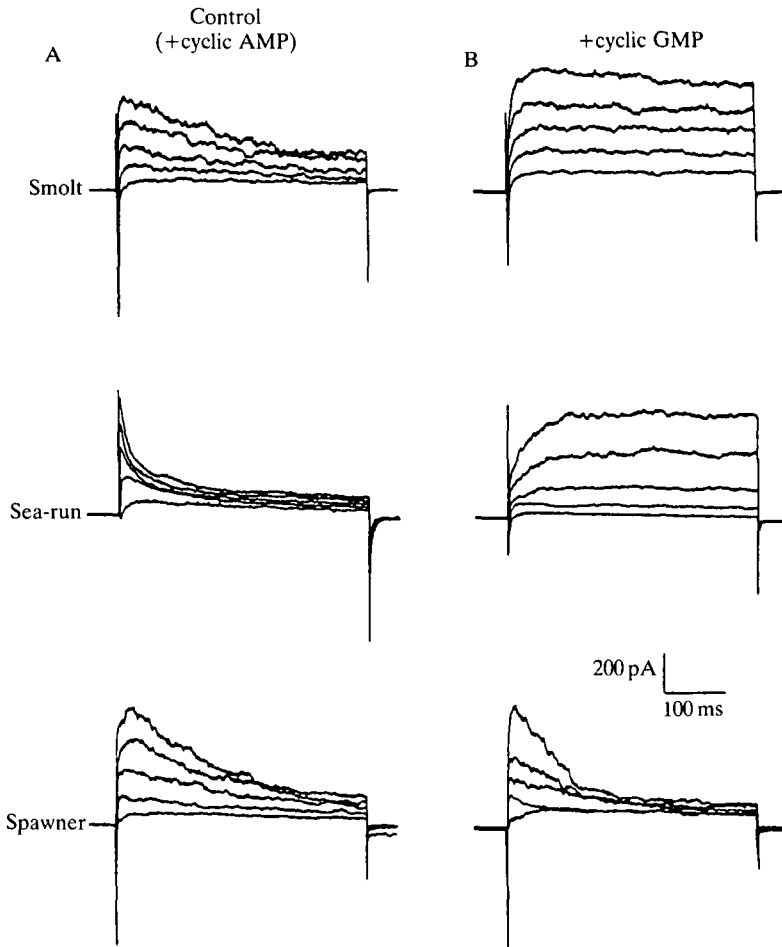 Control
(+cyclic AMP)
+cyclic GMP
A
B
Smolt
Sea-run
200 pA
100 ms
Spawner